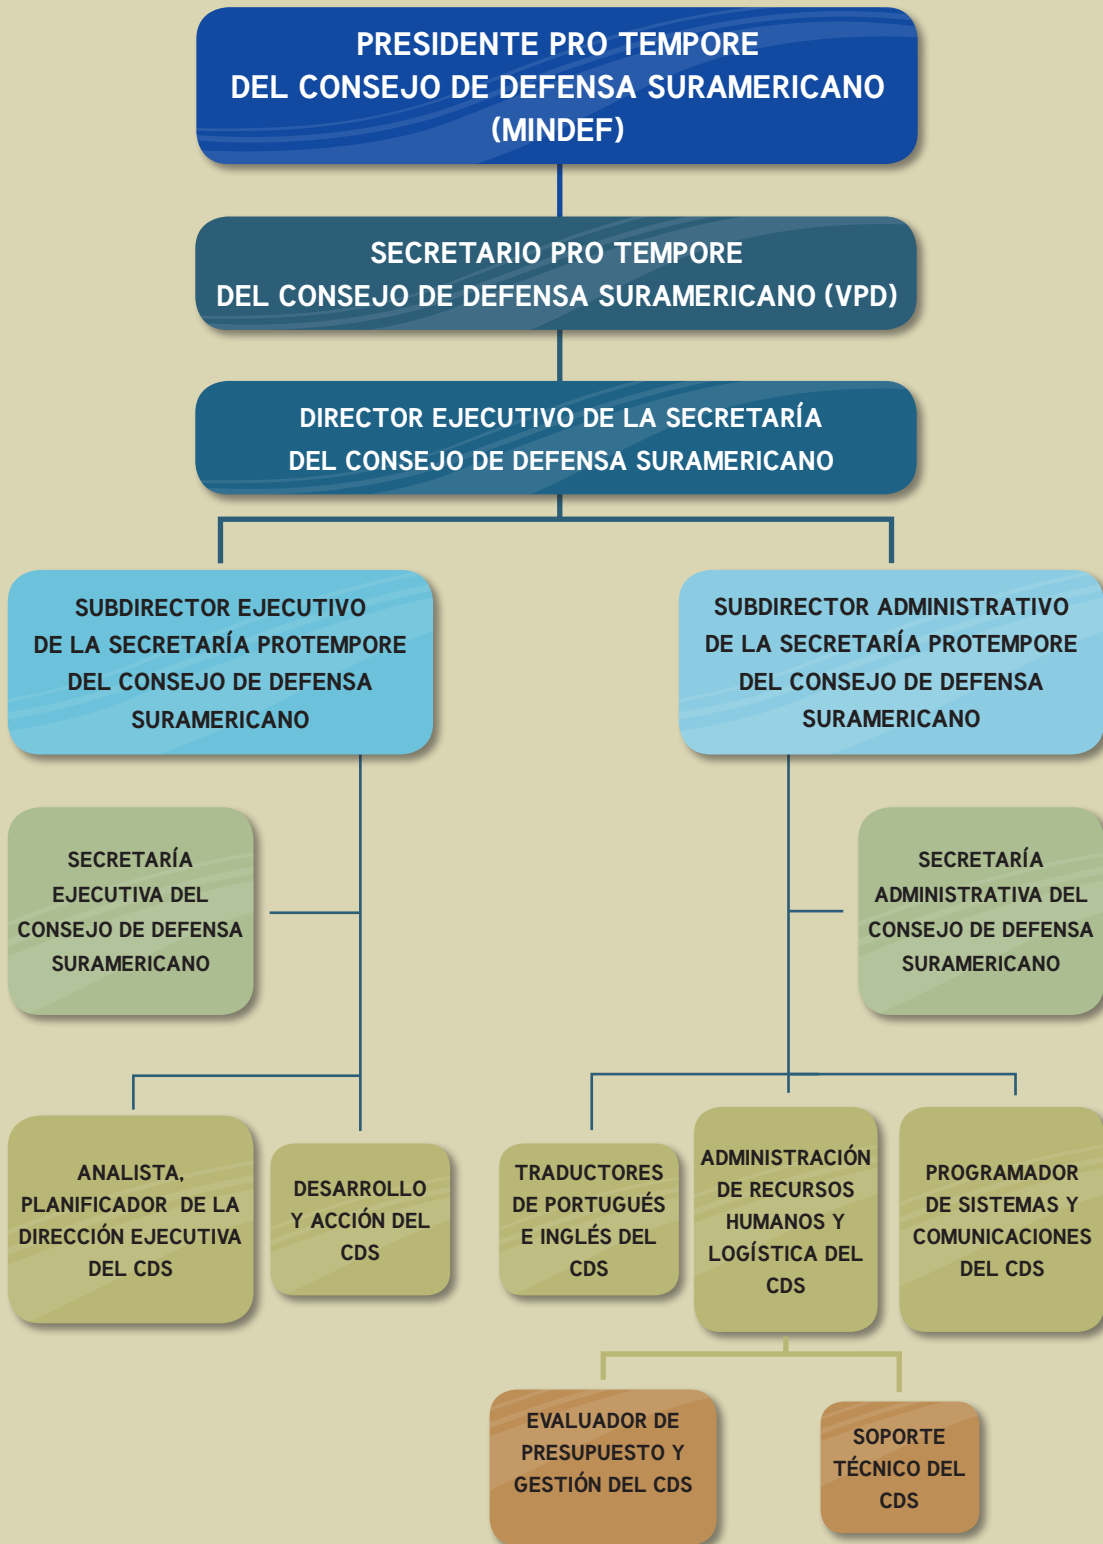 PRESIDENTE PRO TEMPORE
DEL CONSEJO DE DEFENSA SURAMERICANO
(MINDEF)
SECRETARIO PRO TEMPORE
DEL CONSEJO DE DEFENSA SURAMERICANO (VPD)
DIRECTOR EJECUTIVO DE LA SECRETARÍA
DEL CONSEJO DE DEFENSA SURAMERICANO
SUBDIRECTOR EJECUTIVO
DE LA SECRETARÍA PROTEMPORE
DEL CONSEJO DE DEFENSA
SURAMERICANO
SUBDIRECTOR ADMINISTRATIVO
DE LA SECRETARÍA PROTEMPORE
DEL CONSEJO DE DEFENSA
SURAMERICANO
SECRETARÍA
EJECUTIVA DEL
CONSEJO DE DEFENSA
SURAMERICANO
SECRETARÍA
ADMINISTRATIVA DEL
CONSEJO DE DEFENSA
SURAMERICANO
ANALISTA,
PLANIFICADOR DE LA
DIRECCIÓN EJECUTIVA
DEL CDS
DESARROLLO
Y ACCIÓN DEL
CDS
TRADUCTORES
DE PORTUGUÉS
E INGLÉS DEL
CDS
ADMINISTRACIÓN
DE RECURSOS
HUMANOS Y
LOGÍSTICA DEL
CDS
PROGRAMADOR
DE SISTEMAS Y
COMUNICACIONES
DEL CDS
EVALUADOR DE
PRESUPUESTO Y
GESTIÓN DEL CDS
SOPORTE
TÉCNICO DEL
CDS